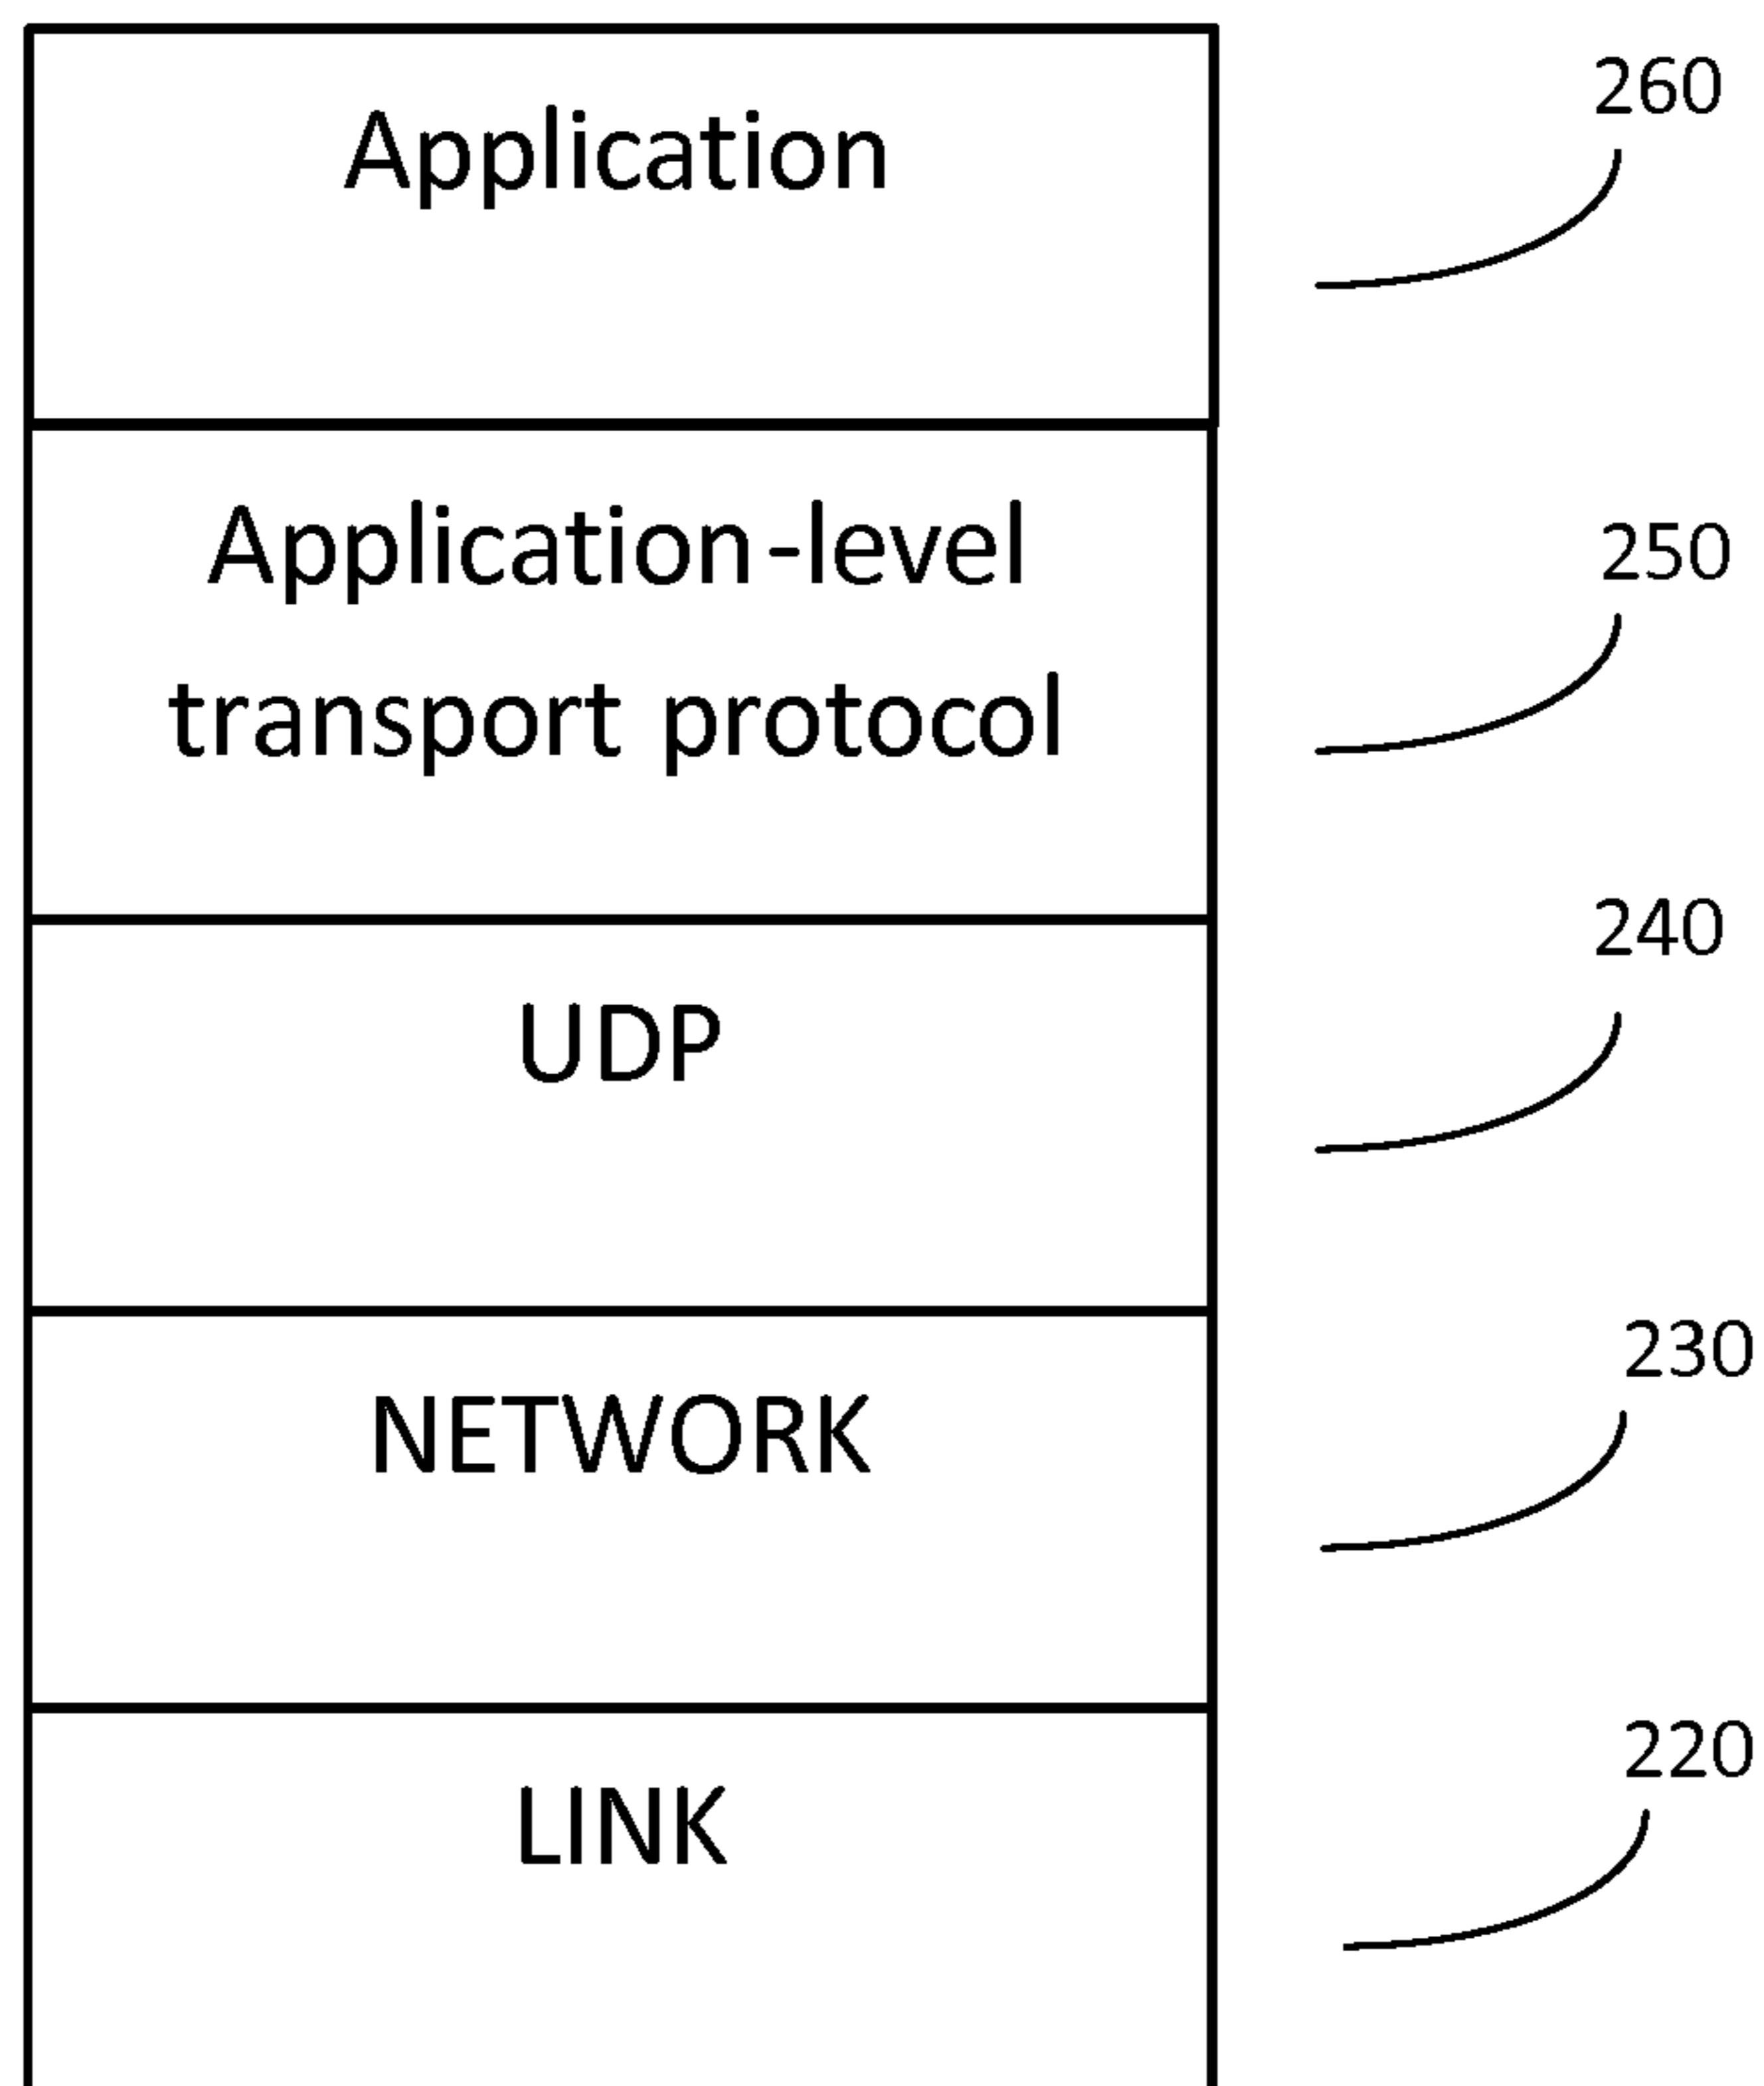 Application
260
Application-level
transport protocol
250
UDP
240
NETWORK
230
LINK
220